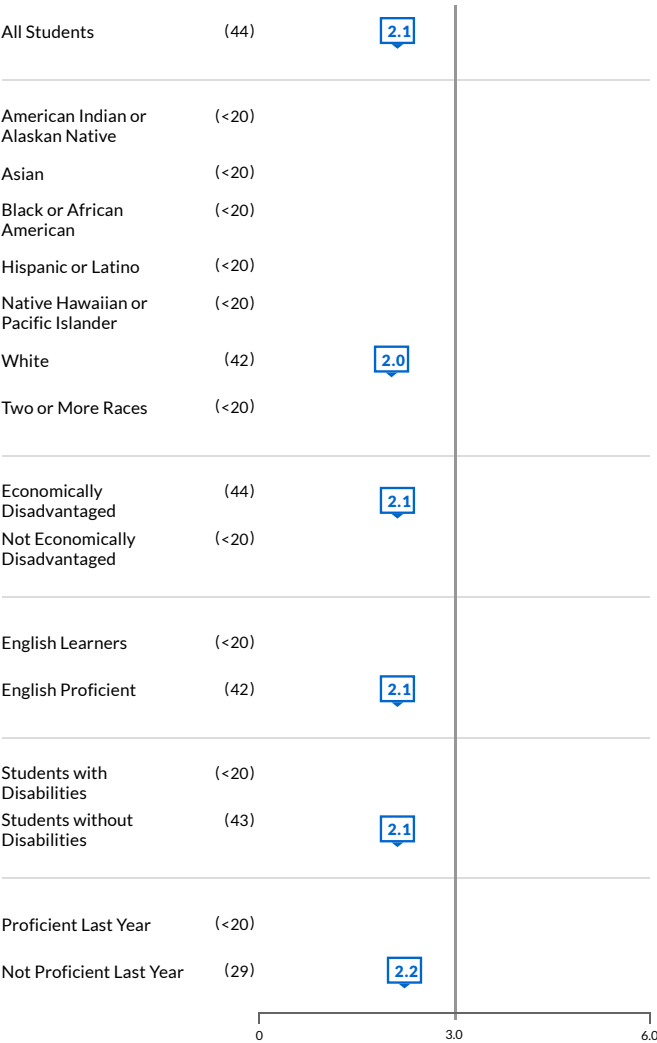 All Students (44) 2.1
American Indian or (<20)
Alaskan Native
Asian (<20)
Black or African (<20)
American
Hispanic or Latino (<20)
Native Hawaiian or (<20)
Pacific Islander
White (42) 2.0
Two or More Races (<20)
Economically (44) 2.1
Disadvantaged
Not Economically (<20)
Disadvantaged
English Learners (<20)
English Proficient (42) 2.1
Students with (<20)
Disabilities
Students without (43) 2.1
Disabilities
Proficient Last Year (<20)
Not Proficient Last Year (29) 2.2
0 3.0 6.0